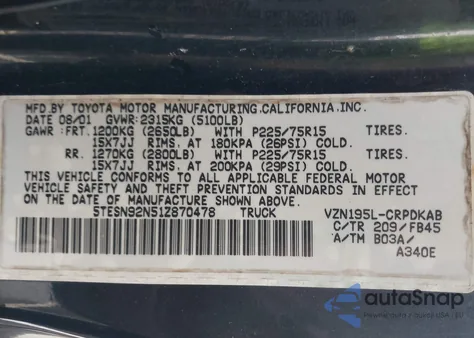 MFD. BY TOYOTA MOTOR MANUFACTURING, CALIFORNIA, INC.
DATE 08/01 GVWR: 2315KG (5100LB)
GAWR : FRT. 1200KG (2650LB) WITH P225/75R15 TIRES.
15X7JJ RIMS. AT 180KPA (26PSI) COLD.
RR. 1270KG (2800LB) WITH P225/75R15 TIRES.
15X7JJ RIMS. AT 200KPA (29PSI) COLD.
THIS VEHICLE CONFORMS TO ALL APPLICABLE FEDERAL MOTOR
VEHICLE SAFETY AND THEFT PREVENTION STANDARDS IN EFFECT
ON THE DATE OF MANUFACTURE SHOWN ABOVE.
5TESN92N51Z870478 TRUCK VZN195L-CRPDKAB
C/TR 209/FB45
A/TM B03A/
A340E
autoSnap